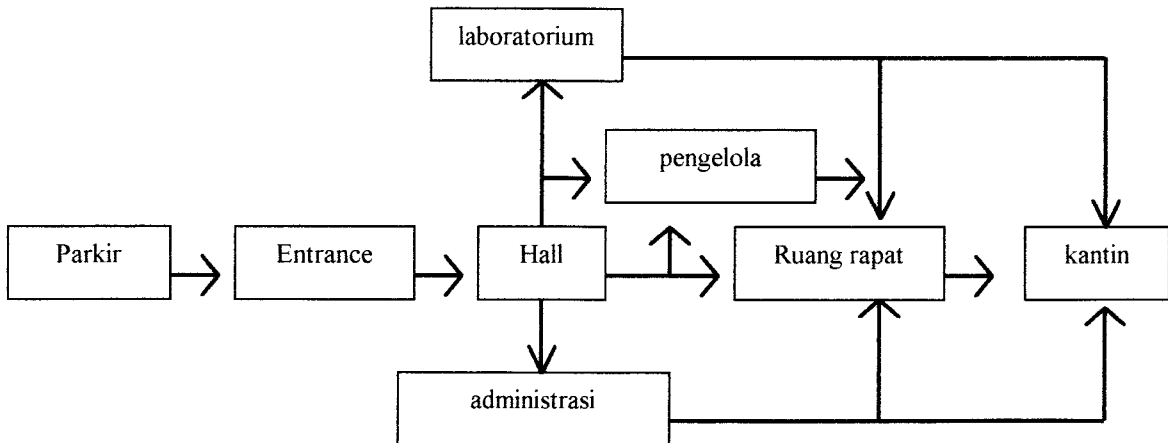 laboratorium
pengelola
Parkir
Entrance
Hall
Ruang rapat
kantin
administrasi